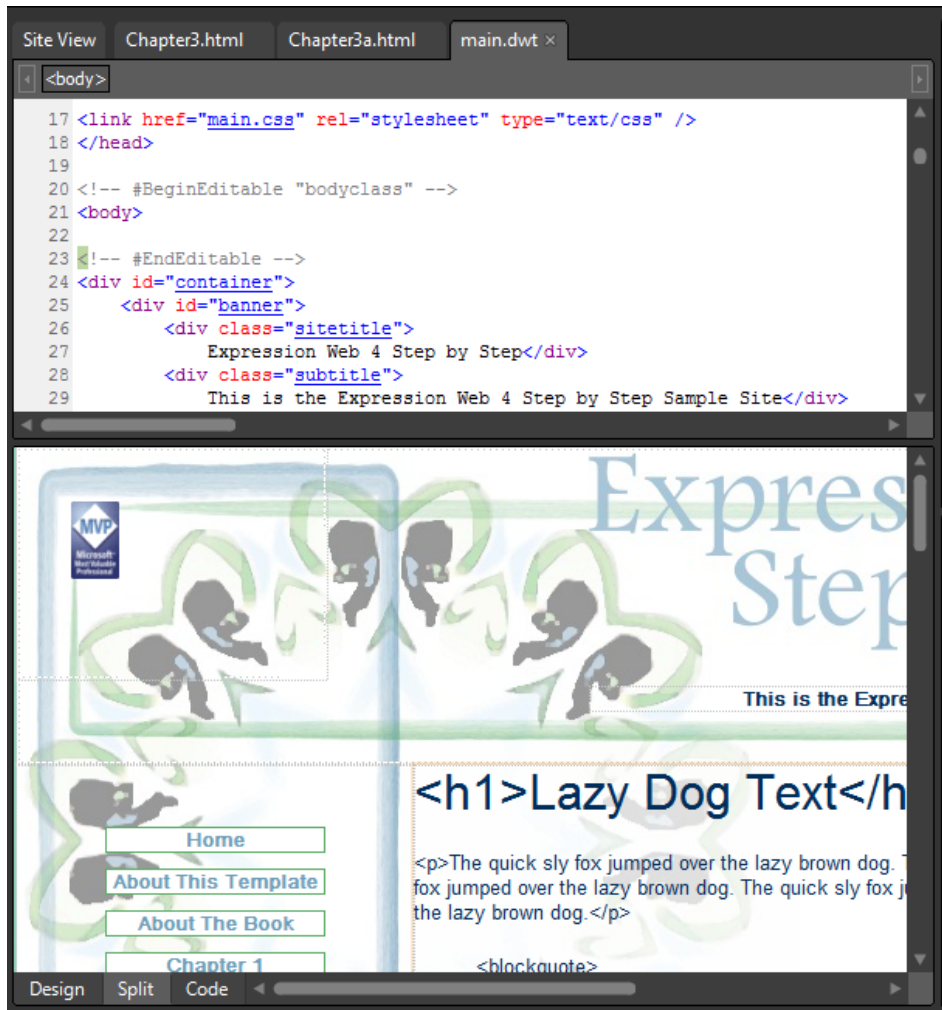 Site View Chapter3.html Chapter3a.html main.dwt ×
<body>
17 <link href="main.css" rel="stylesheet" type="text/css" />
18 </head>
19
20 <!-- #BeginEditable "bodyclass" -->
21 <body>
22
23 <!-- #EndEditable -->
24 <div id="container">
25 <div id="banner">
26 <div class="sitetitle">
27 Expression Web 4 Step by Step</div>
28 <div class="subtitle">
29 This is the Expression Web 4 Step by Step Sample Site</div>
Expres
Step
MVP
Microsoft
Most Valuable
Professional
This is the Expre
<h1>Lazy Dog Text</h
Home
About This Template
About The Book
Chapter 1
<p>The quick sly fox jumped over the lazy brown dog. T
fox jumped over the lazy brown dog. The quick sly fox ju
the lazy brown dog.</p>
<blockquote>
Design Split Code